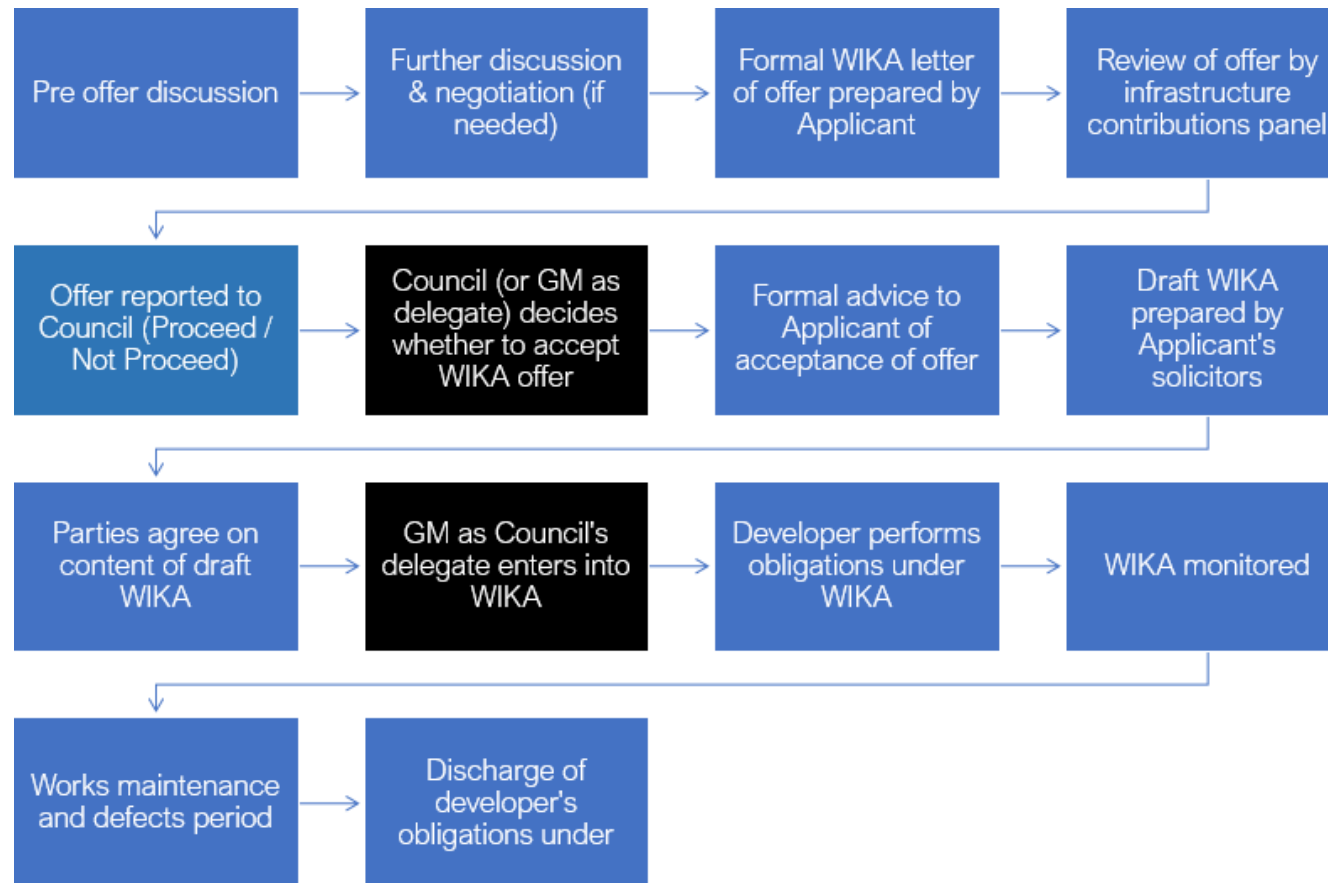 Pre offer discussion
Further discussion
& negotiation (if
needed)
Formal WIKA letter
of offer prepared by
Applicant
Review of offer by
infrastructure
contributions panel
Offer reported to
Council (Proceed /
Not Proceed)
Council (or GM as
delegate) decides
whether to accept
WIKA offer
Formal advice to
Applicant of
acceptance of offer
Draft WIKA
prepared by
Applicant's
solicitors
Parties agree on
content of draft
WIKA
GM as Council's
delegate enters into
WIKA
Developer performs
obligations under
WIKA
WIKA monitored
Works maintenance
and defects period
Discharge of
developer's
obligations under